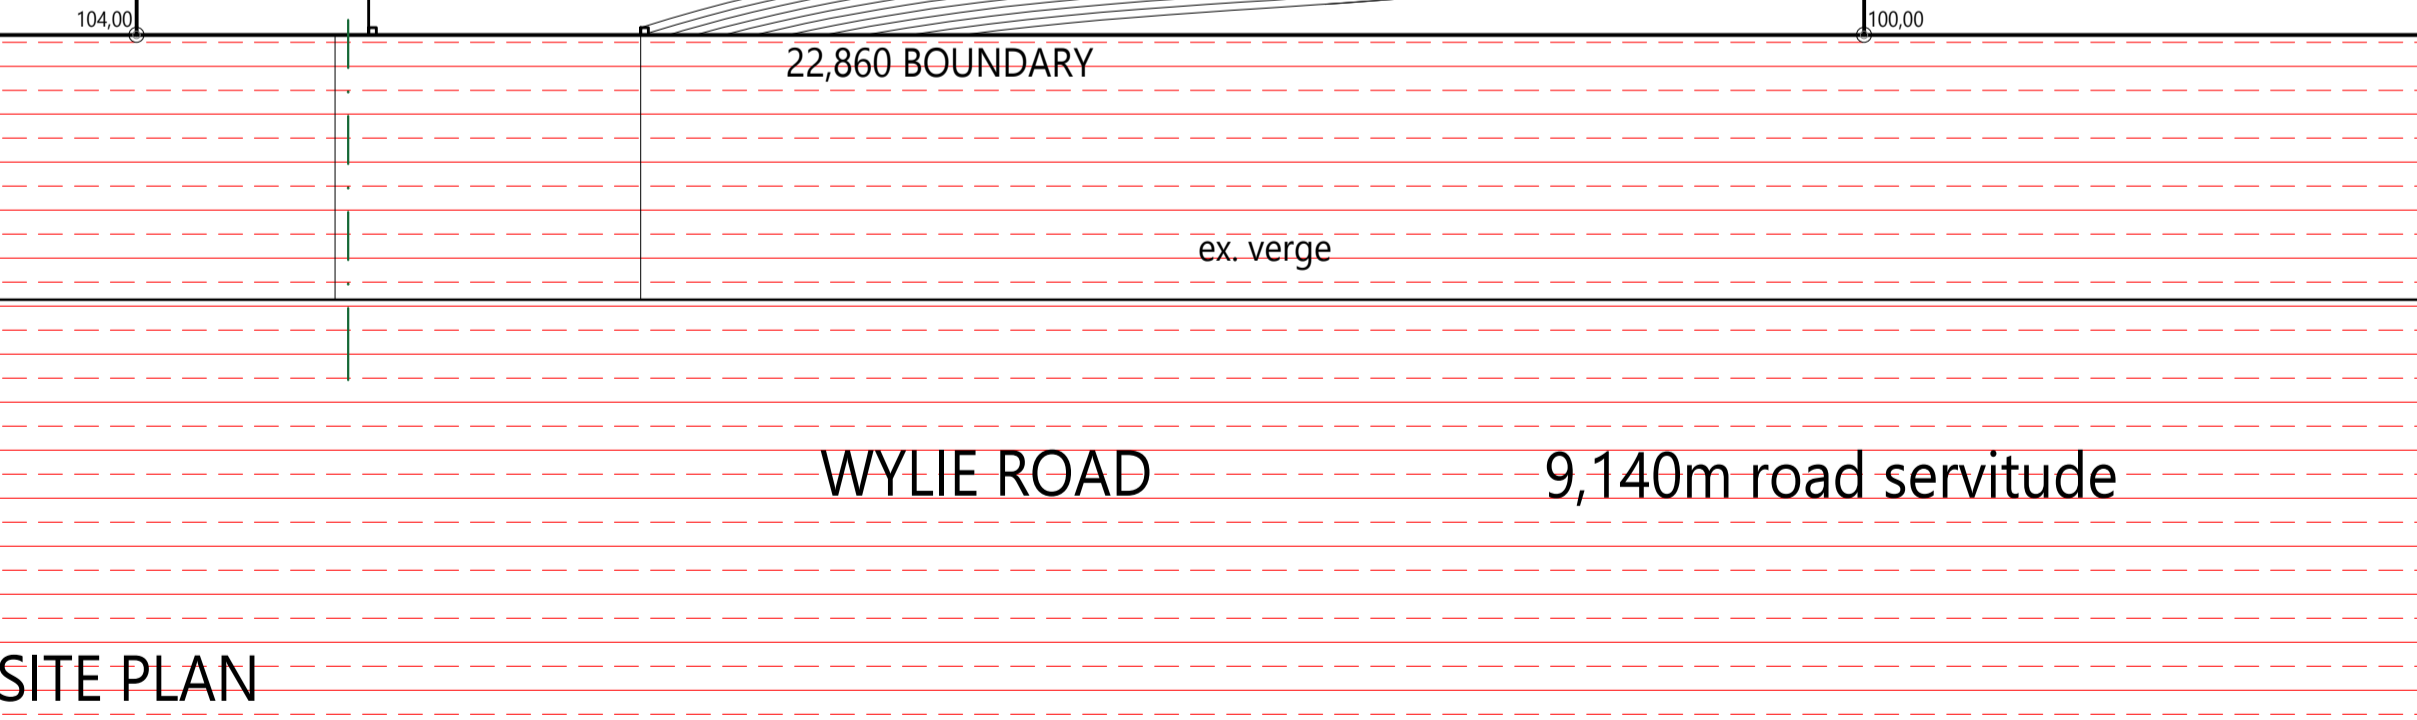 104,00
100,00
22,860 BOUNDARY
ex. verge
WYLIE ROAD
9,140m road servitude
SITE PLAN